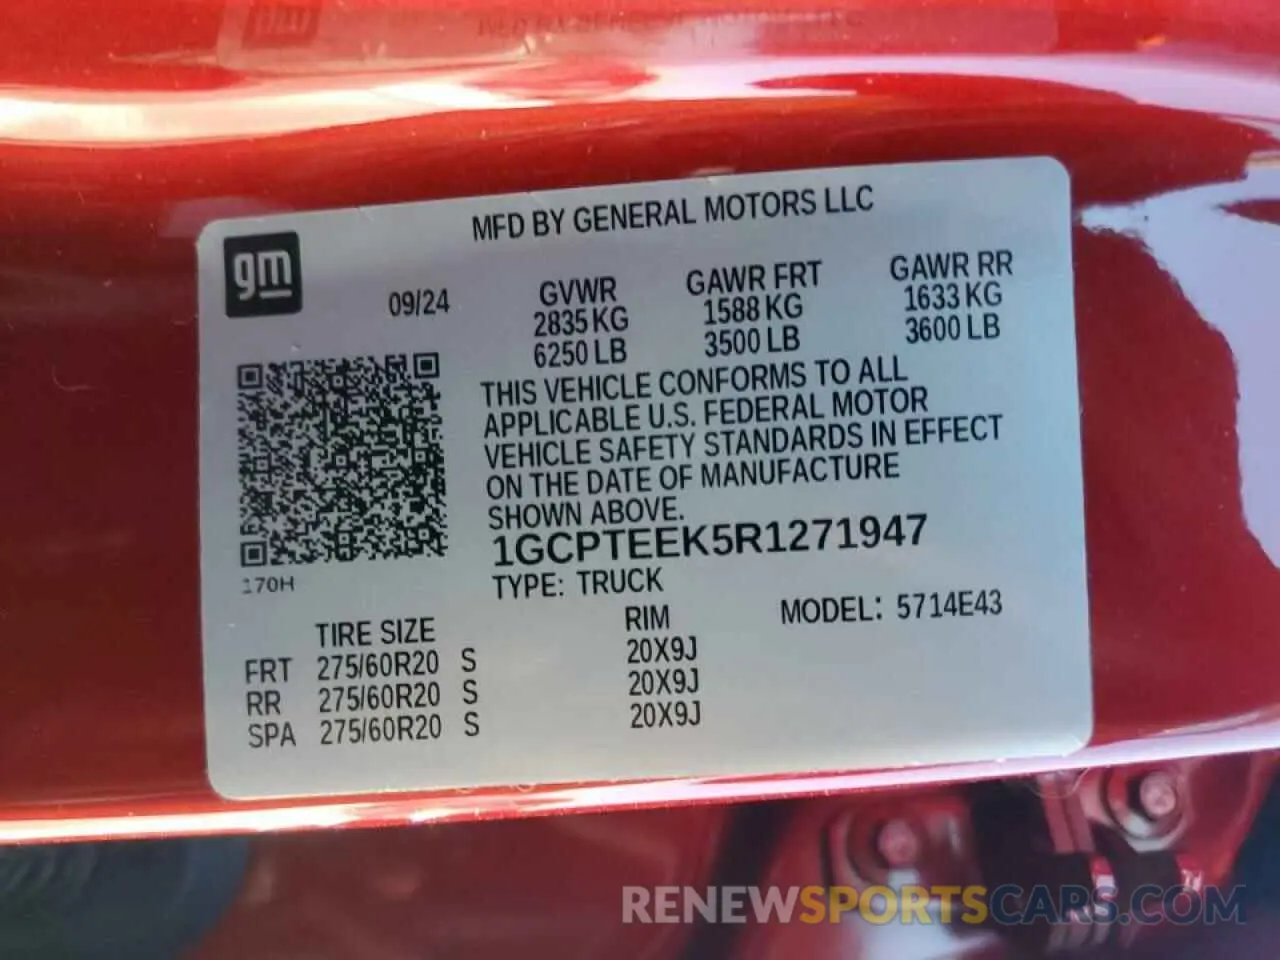 MFD BY GENERAL MOTORS LLC
gm
09/24
GVWR
2835 KG
6250 LB
GAWR FRT
1588 KG
3500 LB
GAWR RR
1633 KG
3600 LB
THIS VEHICLE CONFORMS TO ALL
APPLICABLE U.S. FEDERAL MOTOR
VEHICLE SAFETY STANDARDS IN EFFECT
ON THE DATE OF MANUFACTURE
SHOWN ABOVE.
1GCPTEEK5R1271947
170H
TYPE: TRUCK
MODEL: 5714E43
TIRE SIZE RIM
FRT 275/60R20 S 20X9J
RR 275/60R20 S 20X9J
SPA 275/60R20 S 20X9J
RENEWSPORTSCARS.COM